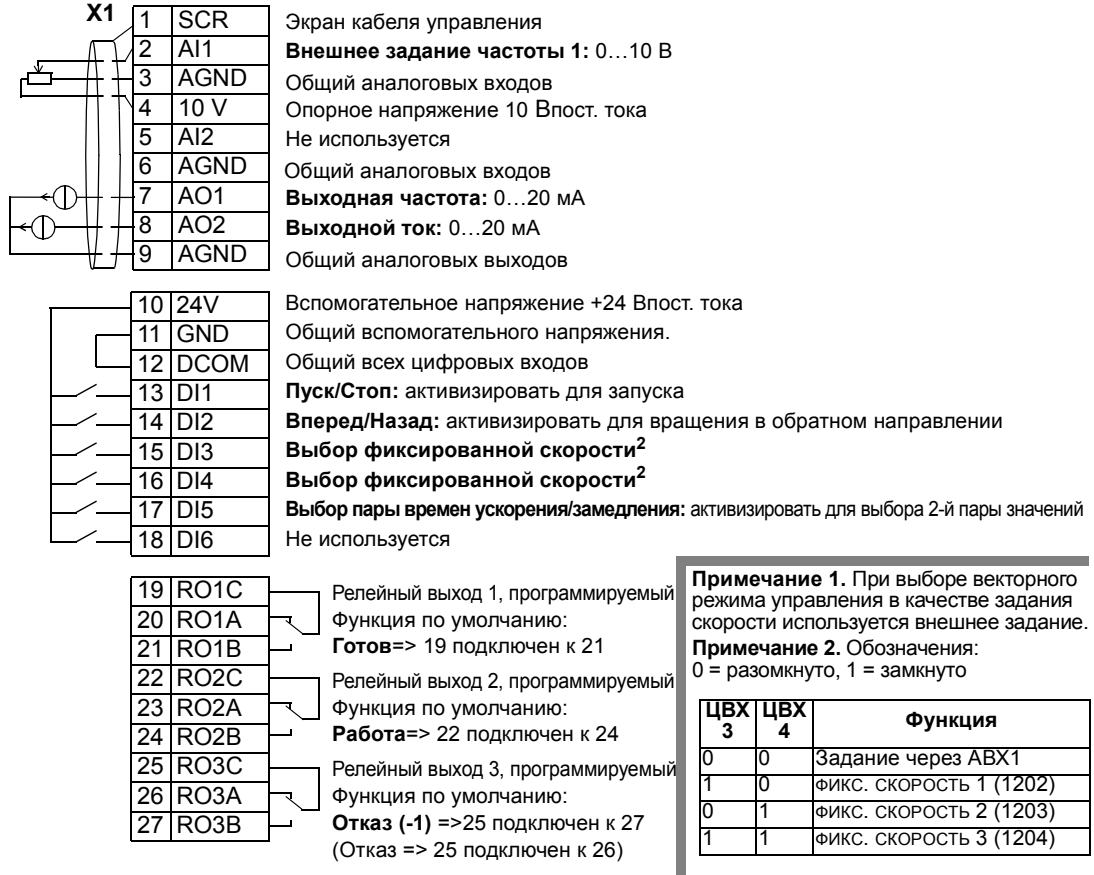 X1
1 SCR Экран кабеля управления
2 AI1 Внешнее задание частоты 1: 0…10 В
3 AGND Общий аналоговых входов
4 10 V Опорное напряжение 10 Впост. тока
5 AI2 Не используется
6 AGND Общий аналоговых входов
7 AO1 Выходная частота: 0…20 мА
8 AO2 Выходной ток: 0…20 мА
9 AGND Общий аналоговых выходов
10 24V Вспомогательное напряжение +24 Впост. тока
11 GND Общий вспомогательного напряжения.
12 DCOM Общий всех цифровых входов
13 DI1 Пуск/Стоп: активизировать для запуска
14 DI2 Вперед/Назад: активизировать для вращения в обратном направлении
15 DI3 Выбор фиксированной скорости2
16 DI4 Выбор фиксированной скорости2
17 DI5 Выбор пары времен ускорения/замедления: активизировать для выбора 2-й пары значений
18 DI6 Не используется
19 RO1C Релейный выход 1, программируемый
20 RO1A Функция по умолчанию:
21 RO1B Готов=> 19 подключен к 21
22 RO2C Релейный выход 2, программируемый
23 RO2A Функция по умолчанию:
24 RO2B Работа=> 22 подключен к 24
25 RO3C Релейный выход 3, программируемый
26 RO3A Функция по умолчанию:
27 RO3B Отказ (-1) =>25 подключен к 27
(Отказ => 25 подключен к 26)
Примечание 1. При выборе векторного
режима управления в качестве задания
скорости используется внешнее задание.
Примечание 2. Обозначения:
0 = разомкнуто, 1 = замкнуто
ЦВХ 3 ЦВХ 4 Функция
0 0 Задание через АВХ1
1 0 ФИКС. СКОРОСТЬ 1 (1202)
0 1 ФИКС. СКОРОСТЬ 2 (1203)
1 1 ФИКС. СКОРОСТЬ 3 (1204)